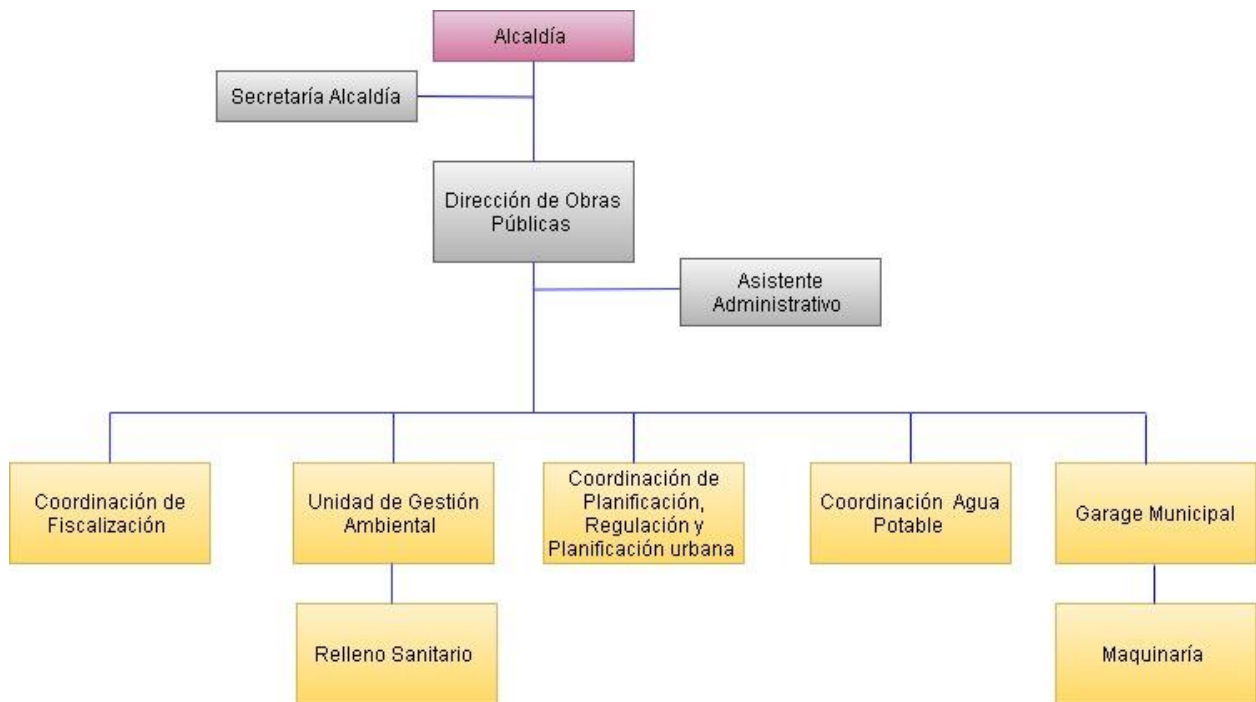 Alcaldía
Secretaría Alcaldía
Dirección de Obras
Públicas
Asistente
Administrativo
Coordinación de
Fiscalización
Unidad de Gestión
Ambiental
Coordinación de
Planificación,
Regulación y
Planificación urbana
Coordinación Agua
Potable
Garage Municipal
Relleno Sanitario
Maquinaría